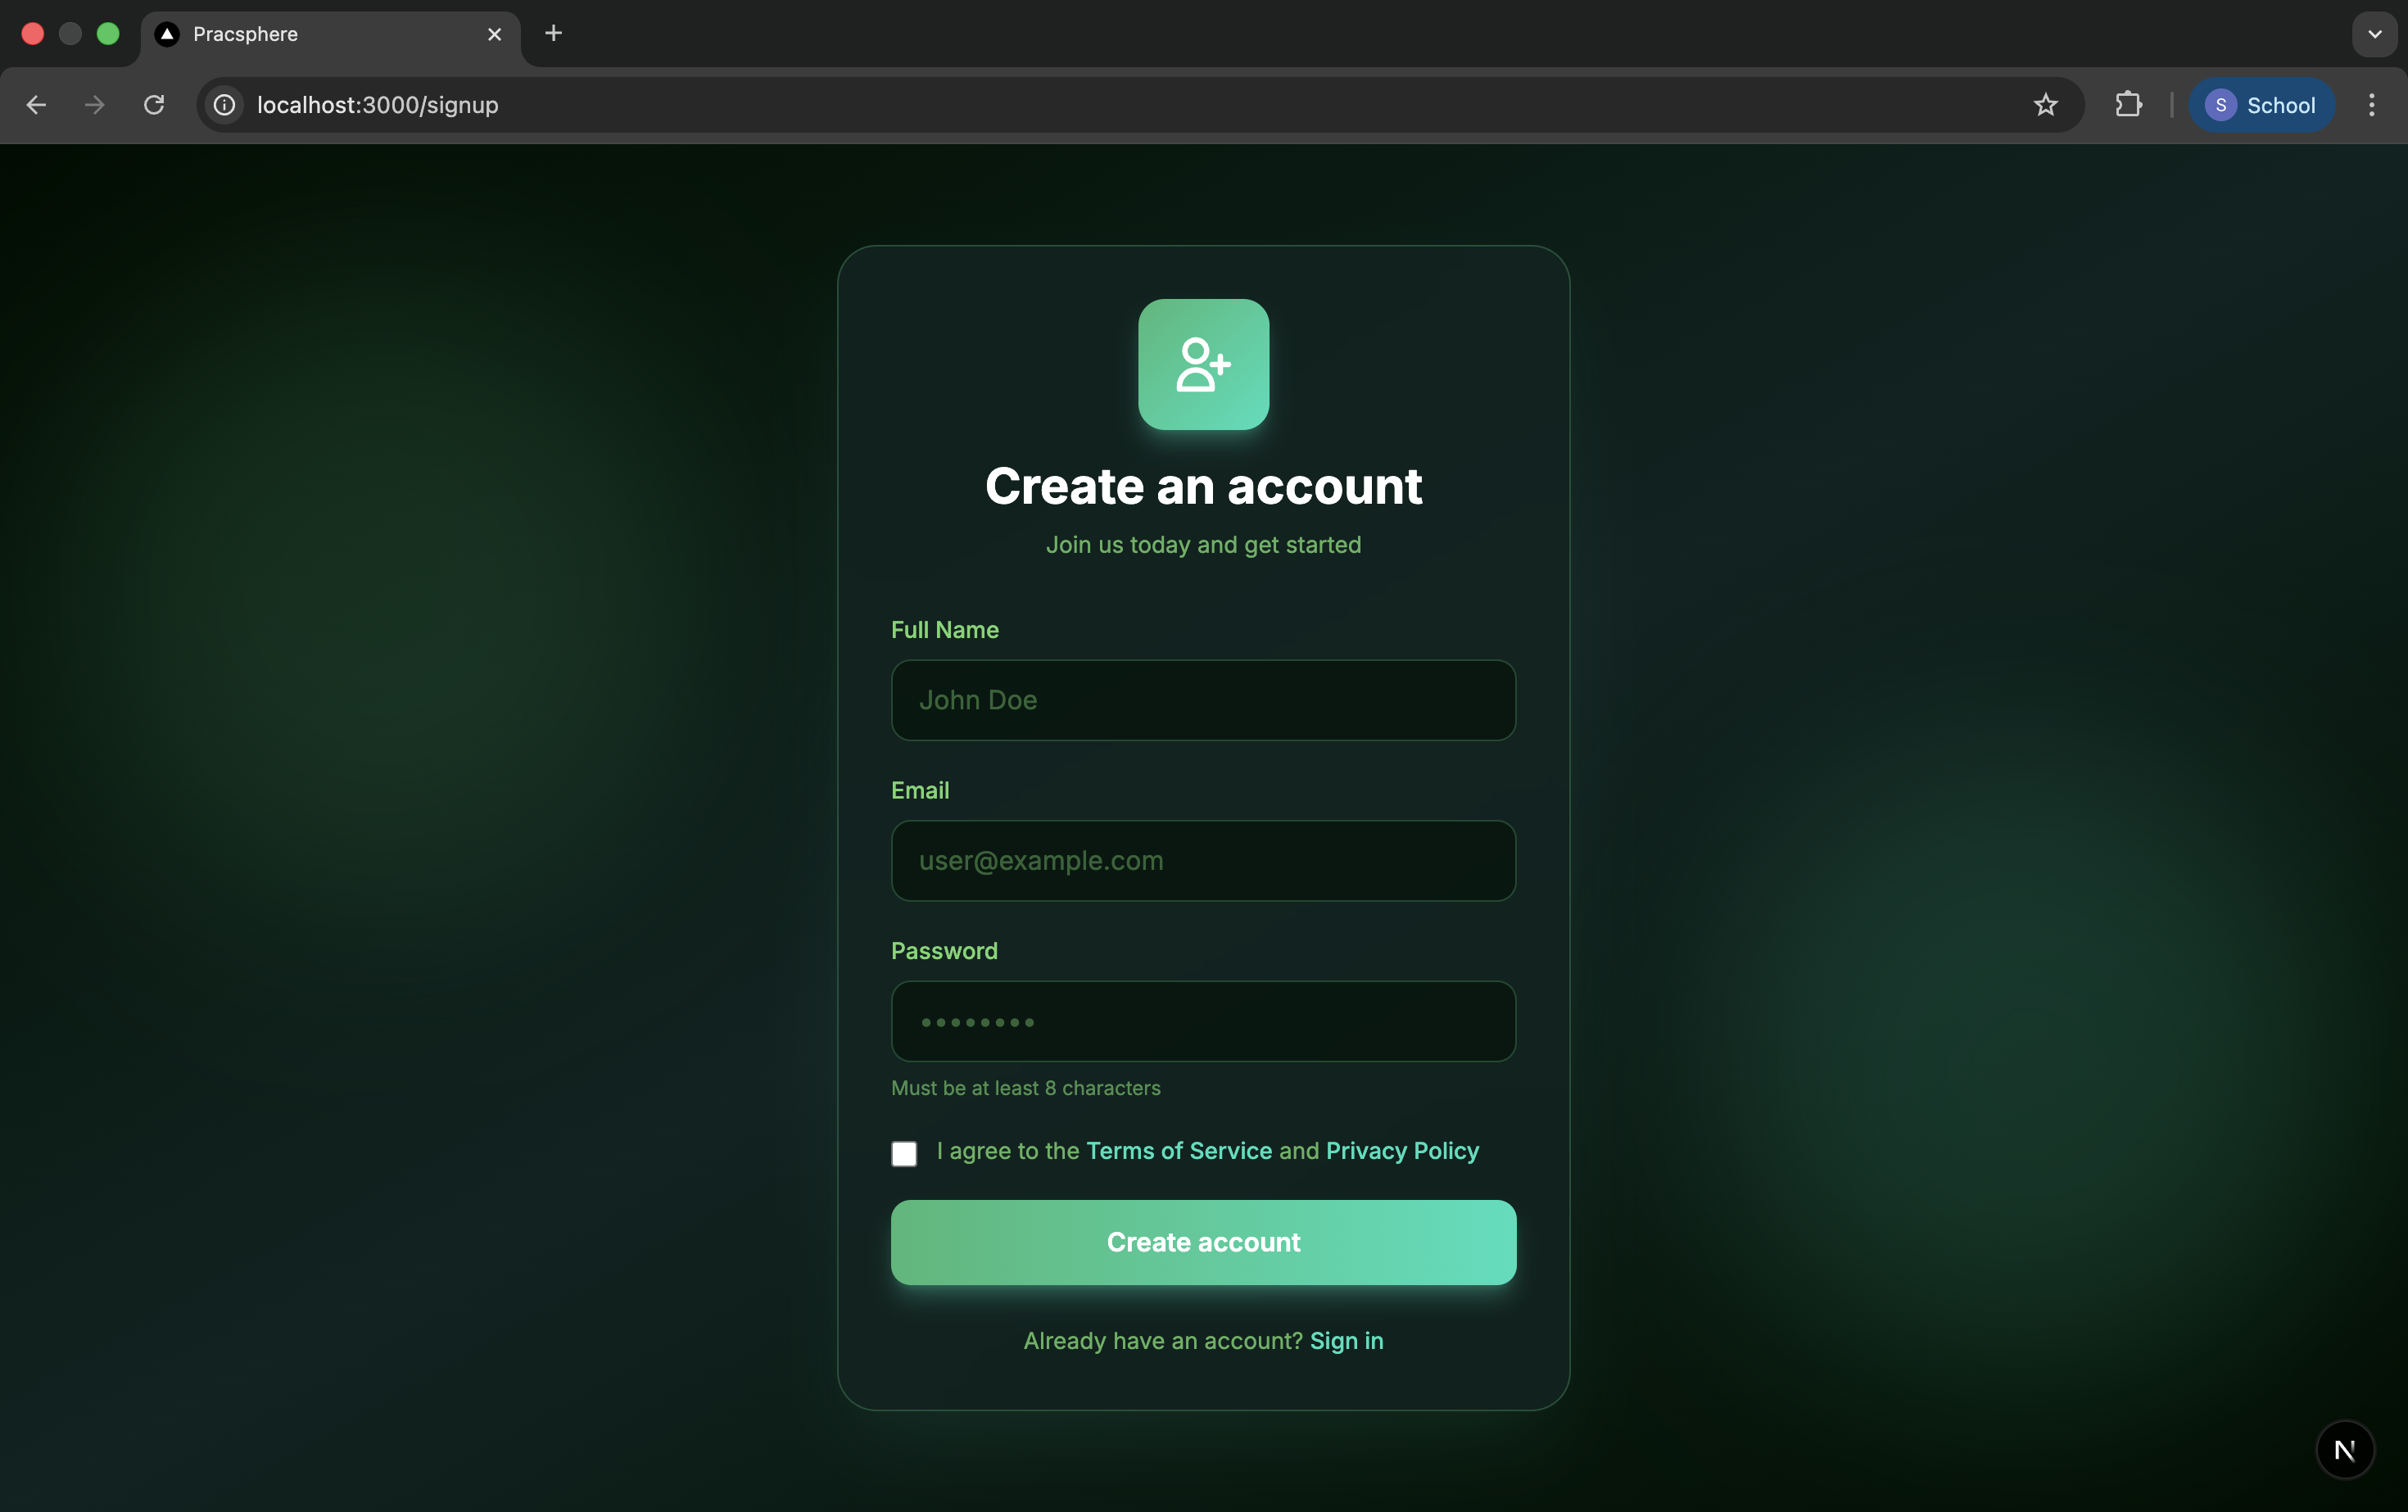 Pracsphere
localhost:3000/signup
S School
Create an account
Join us today and get started
Full Name
John Doe
Email
user@example.com
Password
••••••••
Must be at least 8 characters
I agree to the Terms of Service and Privacy Policy
Create account
Already have an account? Sign in
N